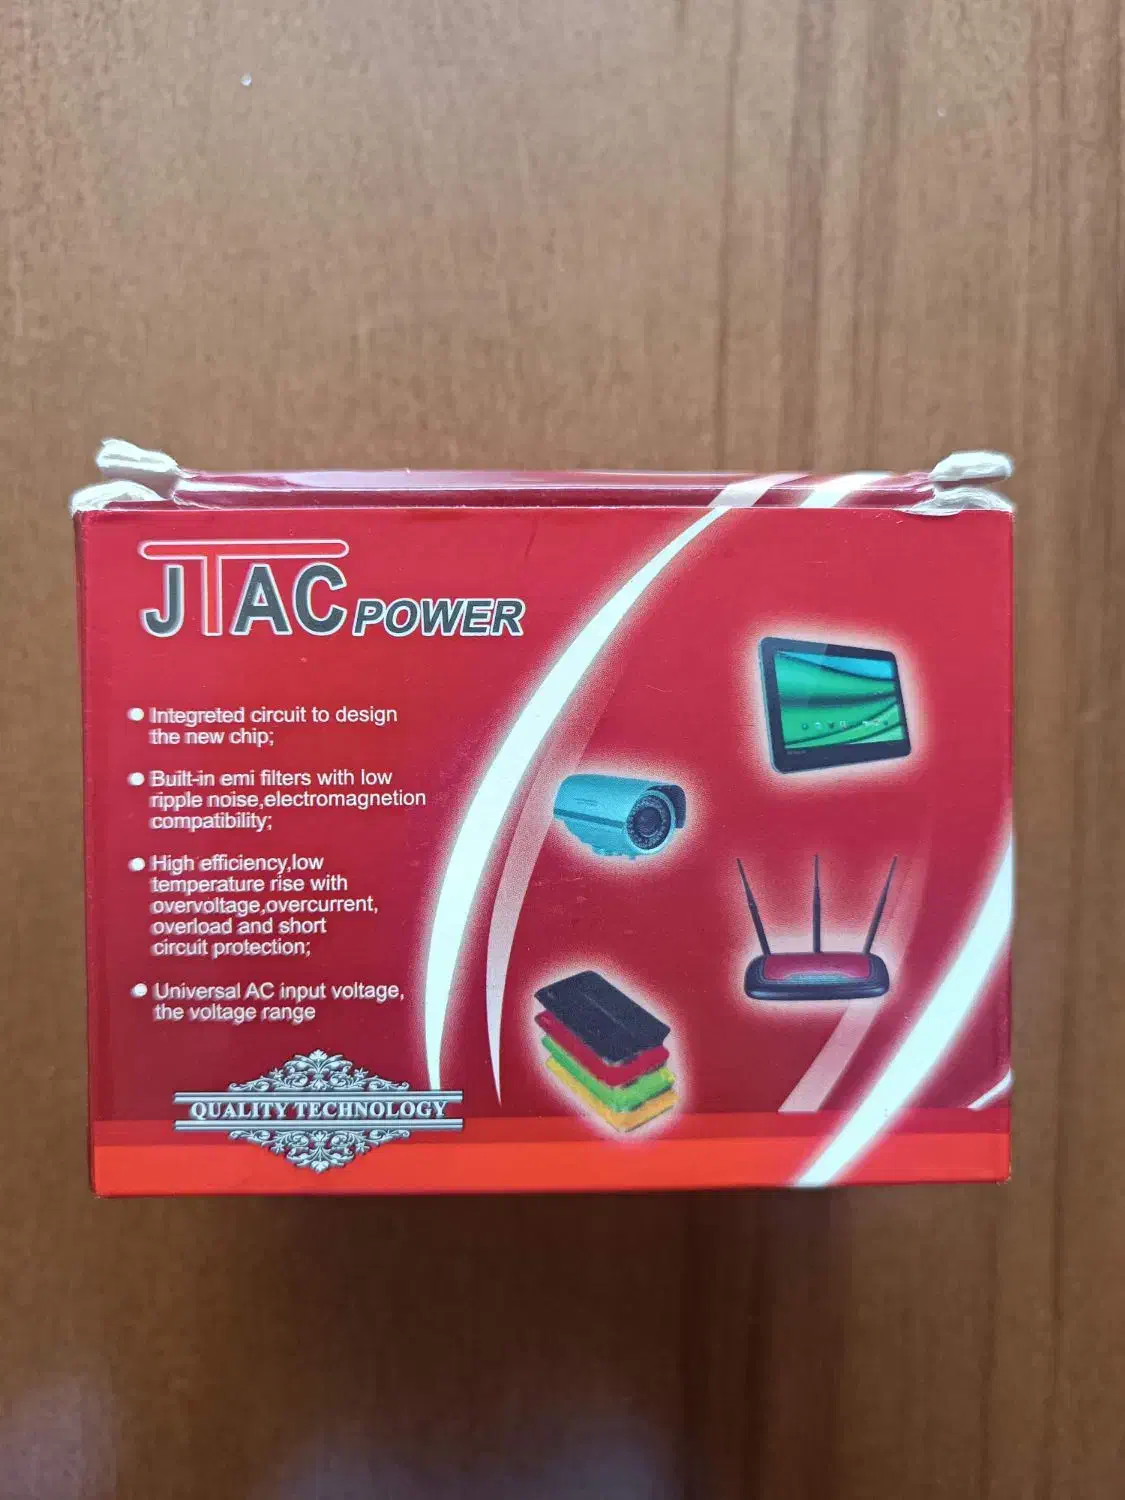 JTAC POWER
Integreted circuit to design
the new chip;
Built-in emi filters with low
ripple noise,electromagnetion
compatibility;
High efficiency,low
temperature rise with
overvoltage,overcurrent,
overload and short
circuit protection;
Universal AC input voltage,
the voltage range
QUALITY TECHNOLOGY